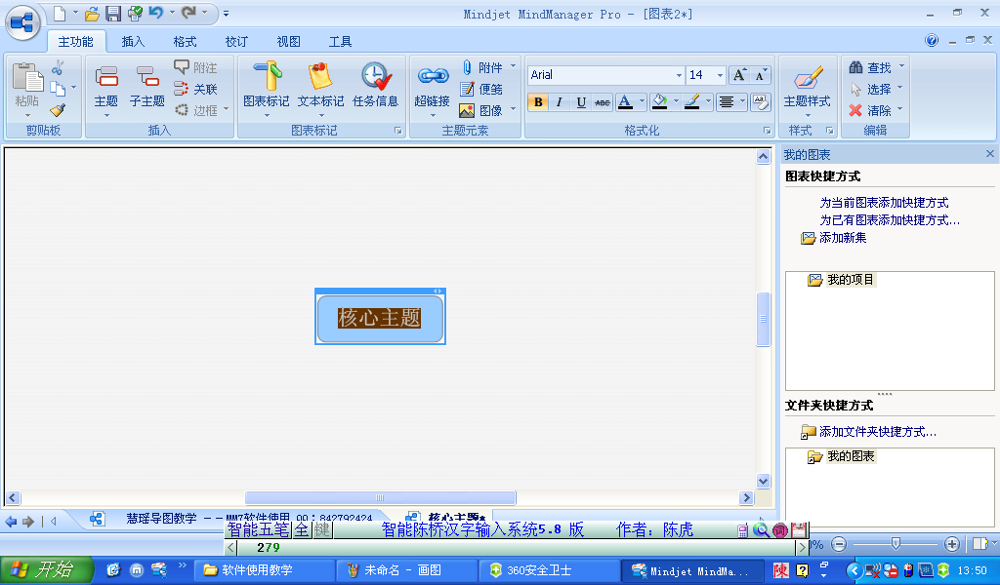 Mindjet MindManager Pro - [图表2*]
主功能 插入 格式 校订 视图 工具
粘贴
剪贴板
主题 子主题 附注
关联
边框
插入
图表标记 文本标记 任务信息
图表标记
超链接 附件
便笺
图像
主题元素
Arial 14
B I U ABC A
格式化
主题样式
样式
查找
选择
清除
编辑
核心主题
我的图表
图表快捷方式
为当前图表添加快捷方式
为已有图表添加快捷方式...
添加新集
我的项目
文件夹快捷方式
添加文件夹快捷方式...
我的图表
慧瑶导图教学 －－MM7软件使用 QQ：842792424
核心主题*
智能五笔 全 键 智能陈桥汉字输入系统5.8 版 作者：陈虎
279
开始 软件使用教学 未命名 - 画图 360安全卫士 Mindjet MindMa... 陳 13:50